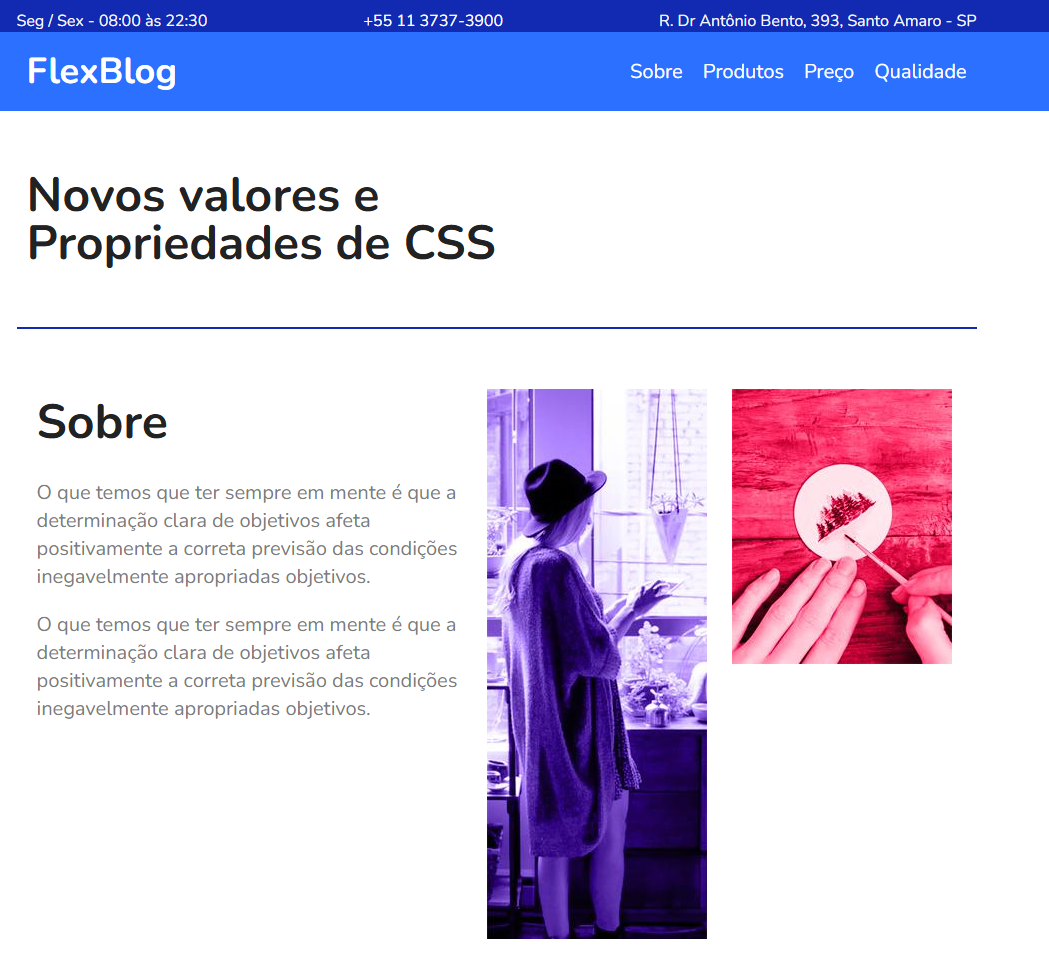 Seg / Sex - 08:00 às 22:30
+55 11 3737-3900
R. Dr Antônio Bento, 393, Santo Amaro - SP
FlexBlog
Sobre
Produtos
Preço
Qualidade
Novos valores e
Propriedades de CSS
Sobre
O que temos que ter sempre em mente é que a
determinação clara de objetivos afeta
positivamente a correta previsão das condições
inegavelmente apropriadas objetivos.
O que temos que ter sempre em mente é que a
determinação clara de objetivos afeta
positivamente a correta previsão das condições
inegavelmente apropriadas objetivos.